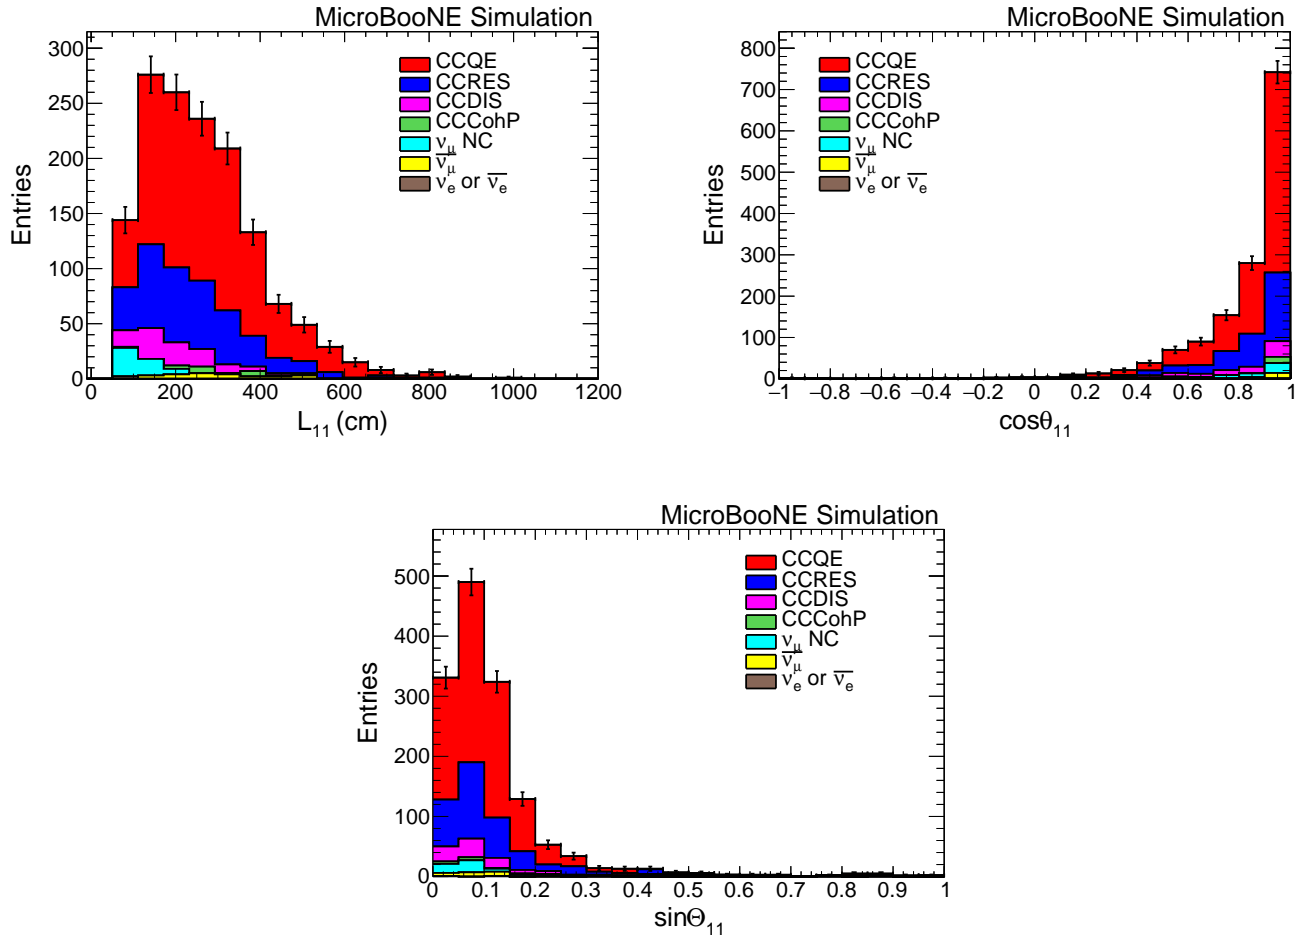 MicroBooNE Simulation
300
250
200
150
100
50
0
Entries
CCQE
CCRES
CCDIS
CCCohP
ν_μ NC
ν̅_μ
ν_e or ν̅_e
0 200 400 600 800 1000 1200
L_11 (cm)
MicroBooNE Simulation
800
700
600
500
400
300
200
100
0
Entries
CCQE
CCRES
CCDIS
CCCohP
ν_μ NC
ν̅_μ
ν_e or ν̅_e
−1 −0.8 −0.6 −0.4 −0.2 0 0.2 0.4 0.6 0.8 1
cosθ_11
MicroBooNE Simulation
500
400
300
200
100
0
Entries
CCQE
CCRES
CCDIS
CCCohP
ν_μ NC
ν̅_μ
ν_e or ν̅_e
0 0.1 0.2 0.3 0.4 0.5 0.6 0.7 0.8 0.9 1
sinΘ_11